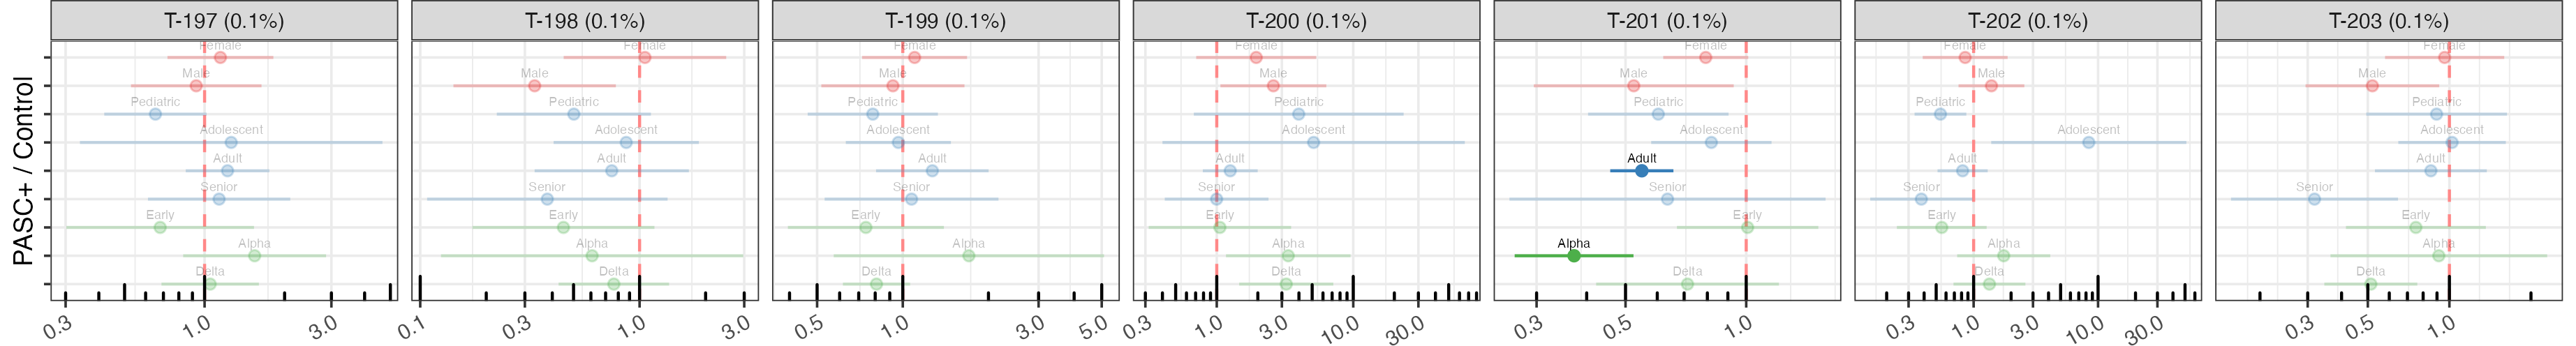 T-197 (0.1%)
T-198 (0.1%)
T-199 (0.1%)
T-200 (0.1%)
T-201 (0.1%)
T-202 (0.1%)
T-203 (0.1%)
PASC+ / Control
Female
Male
Pediatric
Adolescent
Adult
Senior
Early
Alpha
Delta
0.3 1.0 3.0
Female
Male
Pediatric
Adolescent
Adult
Senior
Early
Alpha
Delta
0.1 0.3 1.0 3.0
Female
Male
Pediatric
Adolescent
Adult
Senior
Early
Alpha
Delta
0.5 1.0 3.0 5.0
Female
Male
Pediatric
Adolescent
Adult
Senior
Early
Alpha
Delta
0.3 1.0 3.0 10.0 30.0
Female
Male
Pediatric
Adolescent
Adult
Senior
Early
Alpha
Delta
0.3 0.5 1.0
Female
Male
Pediatric
Adolescent
Adult
Senior
Early
Alpha
Delta
0.3 1.0 3.0 10.0 30.0
Female
Male
Pediatric
Adolescent
Adult
Senior
Early
Alpha
Delta
0.3 0.5 1.0